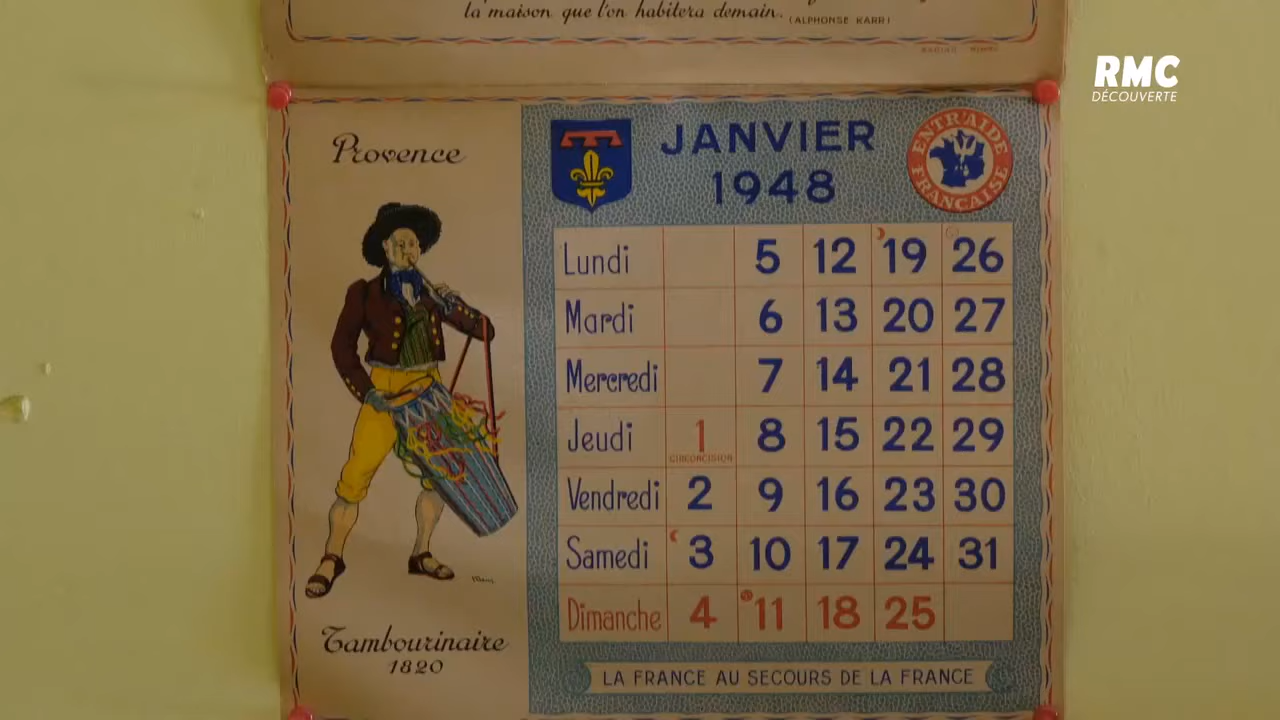 la maison que l'on habitera demain. (ALPHONSE KARR)
RMC
DÉCOUVERTE
Provence
JANVIER
1948
ENTR'AIDE
FRANÇAISE
Lundi 5 12 19 26
Mardi 6 13 20 27
Mercredi 7 14 21 28
Jeudi 1 8 15 22 29
CIRCONCISION
Vendredi 2 9 16 23 30
Samedi 3 10 17 24 31
Dimanche 4 11 18 25
Tambourinaire
1820
LA FRANCE AU SECOURS DE LA FRANCE